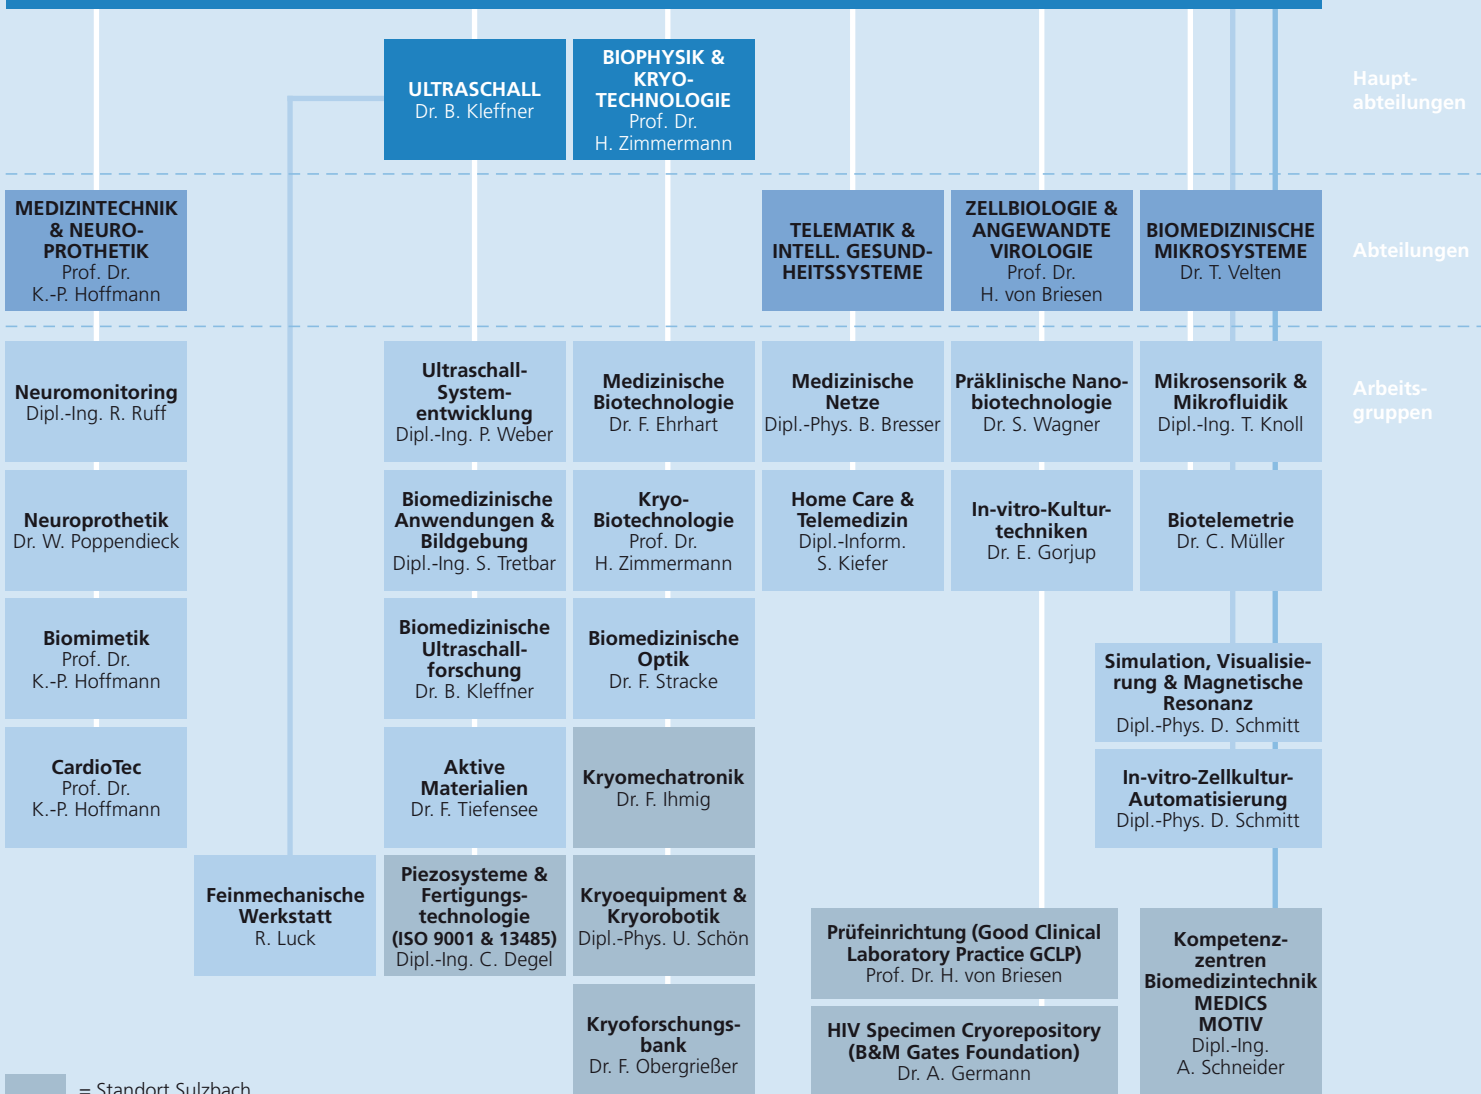 ULTRASCHALL
Dr. B. Kleffner
BIOPHYSIK &
KRYO-
TECHNOLOGIE
Prof. Dr.
H. Zimmermann
Haupt-
abteilungen
MEDIZINTECHNIK
& NEURO-
PROTHETIK
Prof. Dr.
K.-P. Hoffmann
TELEMATIK &
INTELL. GESUND-
HEITSSYSTEME
ZELLBIOLOGIE &
ANGEWANDTE
VIROLOGIE
Prof. Dr.
H. von Briesen
BIOMEDIZINISCHE
MIKROSYSTEME
Dr. T. Velten
Abteilungen
Neuromonitoring
Dipl.-Ing. R. Ruff
Ultraschall-
System-
entwicklung
Dipl.-Ing. P. Weber
Medizinische
Biotechnologie
Dr. F. Ehrhart
Medizinische
Netze
Dipl.-Phys. B. Bresser
Präklinische Nano-
biotechnologie
Dr. S. Wagner
Mikrosensorik &
Mikrofluidik
Dipl.-Ing. T. Knoll
Arbeits-
gruppen
Neuroprothetik
Dr. W. Poppendieck
Biomedizinische
Anwendungen &
Bildgebung
Dipl.-Ing. S. Tretbar
Kryo-
Biotechnologie
Prof. Dr.
H. Zimmermann
Home Care &
Telemedizin
Dipl.-Inform.
S. Kiefer
In-vitro-Kultur-
techniken
Dr. E. Gorjup
Biotelemetrie
Dr. C. Müller
Biomimetik
Prof. Dr.
K.-P. Hoffmann
Biomedizinische
Ultraschall-
forschung
Dr. B. Kleffner
Biomedizinische
Optik
Dr. F. Stracke
Simulation, Visualisie-
rung & Magnetische
Resonanz
Dipl.-Phys. D. Schmitt
CardioTec
Prof. Dr.
K.-P. Hoffmann
Aktive
Materialien
Dr. F. Tiefensee
Kryomechatronik
Dr. F. Ihmig
In-vitro-Zellkultur-
Automatisierung
Dipl.-Phys. D. Schmitt
Feinmechanische
Werkstatt
R. Luck
Piezosysteme &
Fertigungs-
technologie
(ISO 9001 & 13485)
Dipl.-Ing. C. Degel
Kryoequipment &
Kryorobotik
Dipl.-Phys. U. Schön
Prüfeinrichtung (Good Clinical
Laboratory Practice GCLP)
Prof. Dr. H. von Briesen
Kompetenz-
zentren
Biomedizintechnik
MEDICS
MOTIV
Dipl.-Ing.
A. Schneider
Kryoforschungs-
bank
Dr. F. Obergrießer
HIV Specimen Cryorepository
(B&M Gates Foundation)
Dr. A. Germann
= Standort Sulzbach